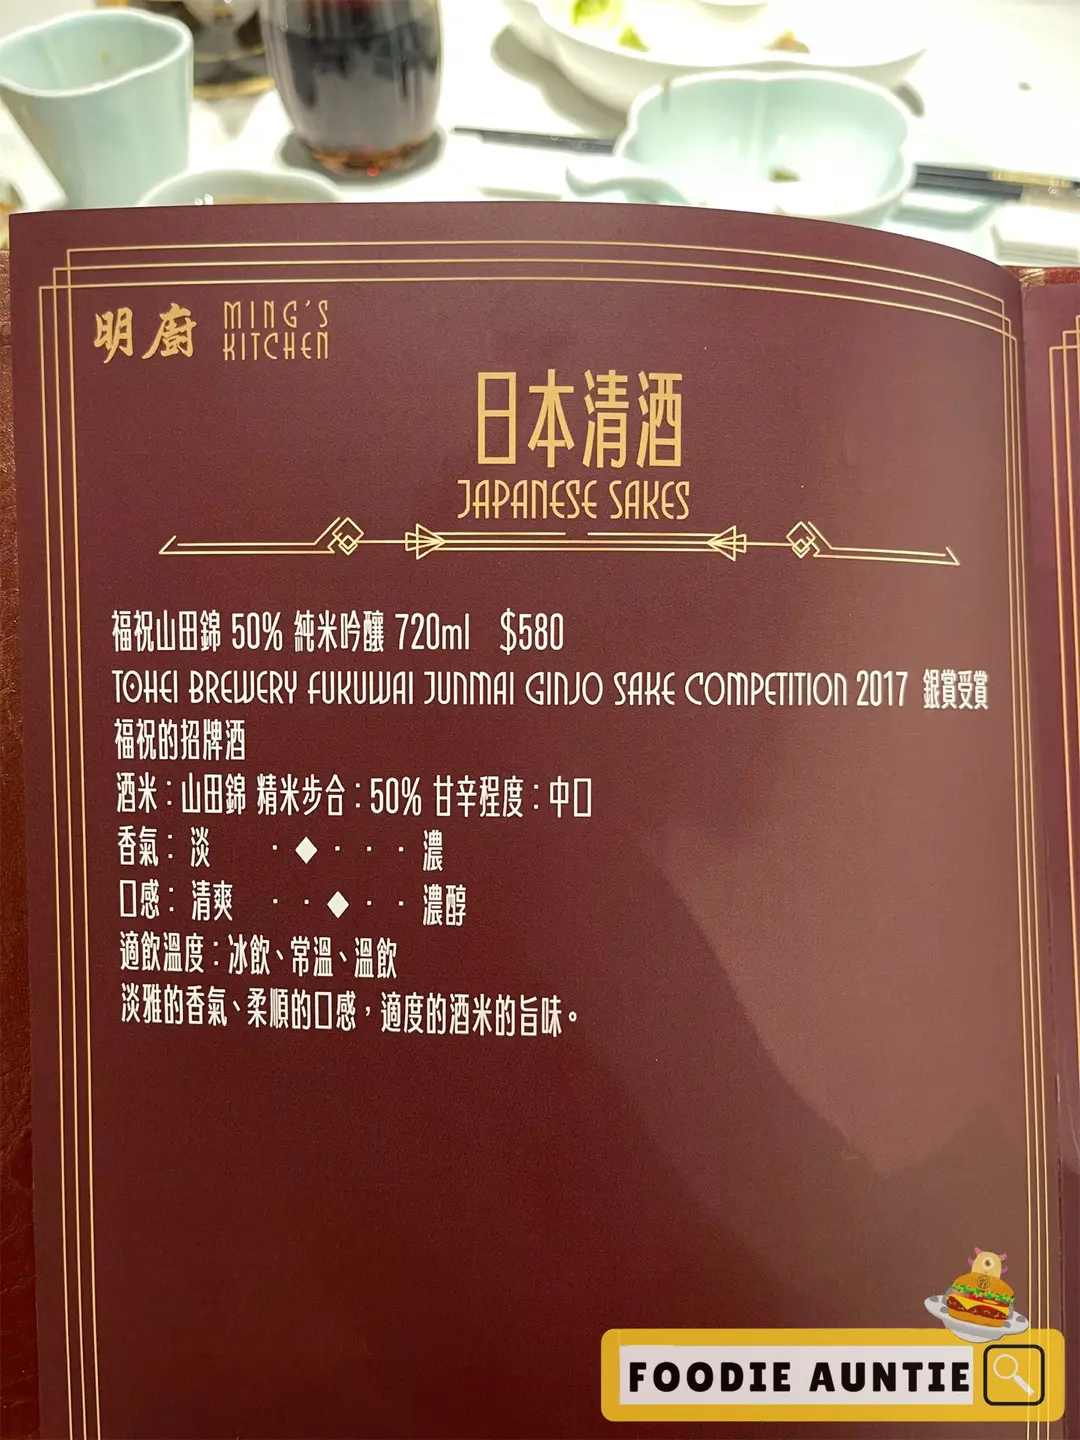 明廚 MING'S KITCHEN
日本清酒
JAPANESE SAKES
福祝山田錦 50% 純米吟釀 720ml $580
TOHEI BREWERY FUKUWAI JUNMAI GINJO SAKE COMPETITION 2017 銀賞受賞
福祝的招牌酒
酒米：山田錦 精米步合：50% 甘辛程度：中口
香氣：淡 ・◆・・・ 濃
口感：清爽 ・・◆・・ 濃醇
適飲溫度：冰飲、常溫、溫飲
淡雅的香氣、柔順的口感，適度的酒米的旨味。
FOODIE AUNTIE